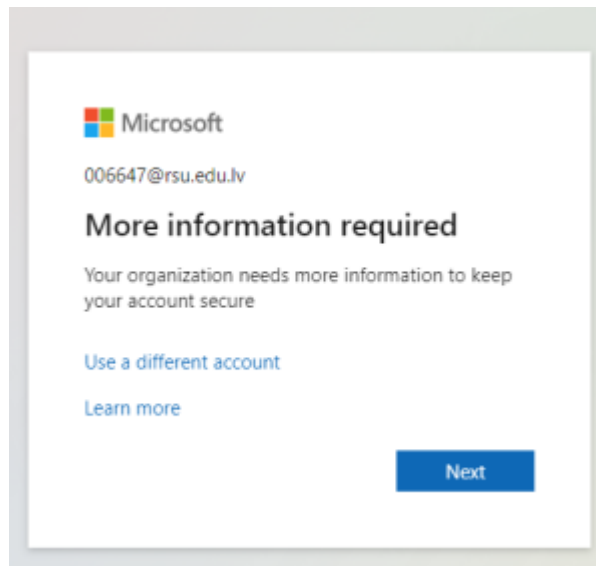 Microsoft
006647@rsu.edu.lv
More information required
Your organization needs more information to keep
your account secure
Use a different account
Learn more
Next